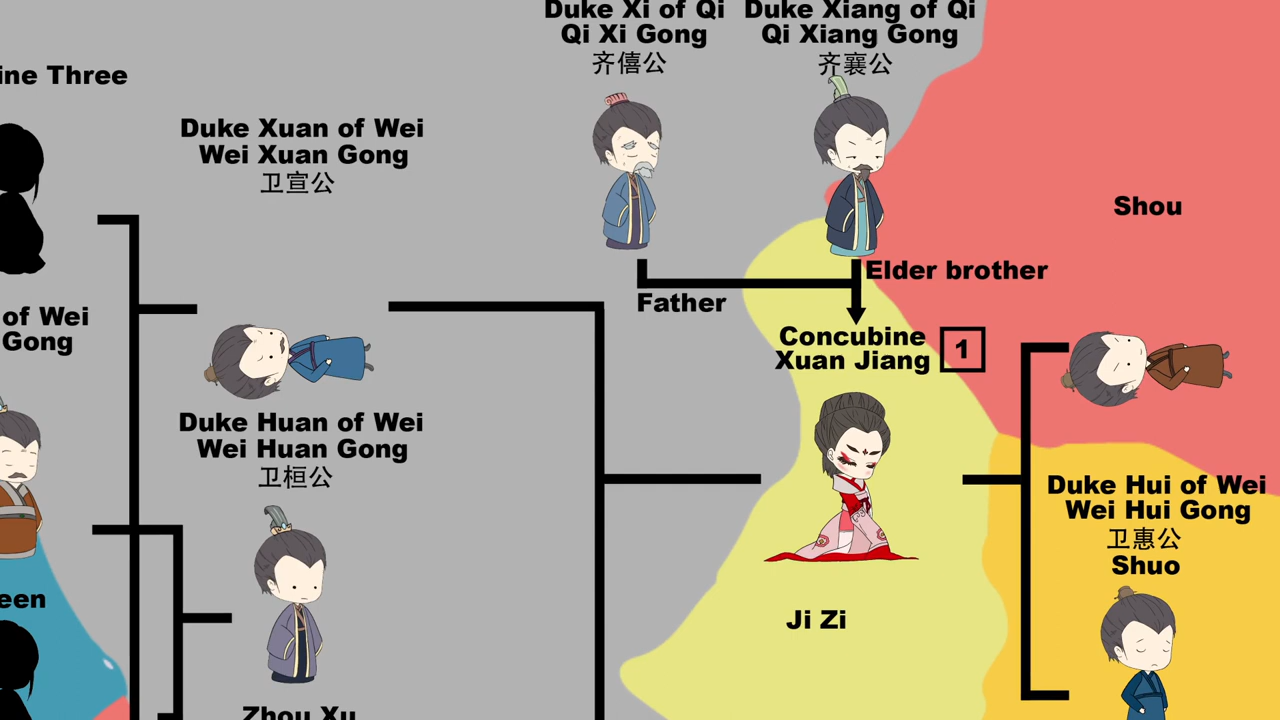 Duke Xi of Qi
Qi Xi Gong
齐僖公
Duke Xiang of Qi
Qi Xiang Gong
齐襄公
ine Three
Duke Xuan of Wei
Wei Xuan Gong
卫宣公
Shou
Elder brother
Father
of Wei
Gong
Concubine
Xuan Jiang
1
Duke Huan of Wei
Wei Huan Gong
卫桓公
Duke Hui of Wei
Wei Hui Gong
卫惠公
Shuo
een
Ji Zi
Zhou Xu